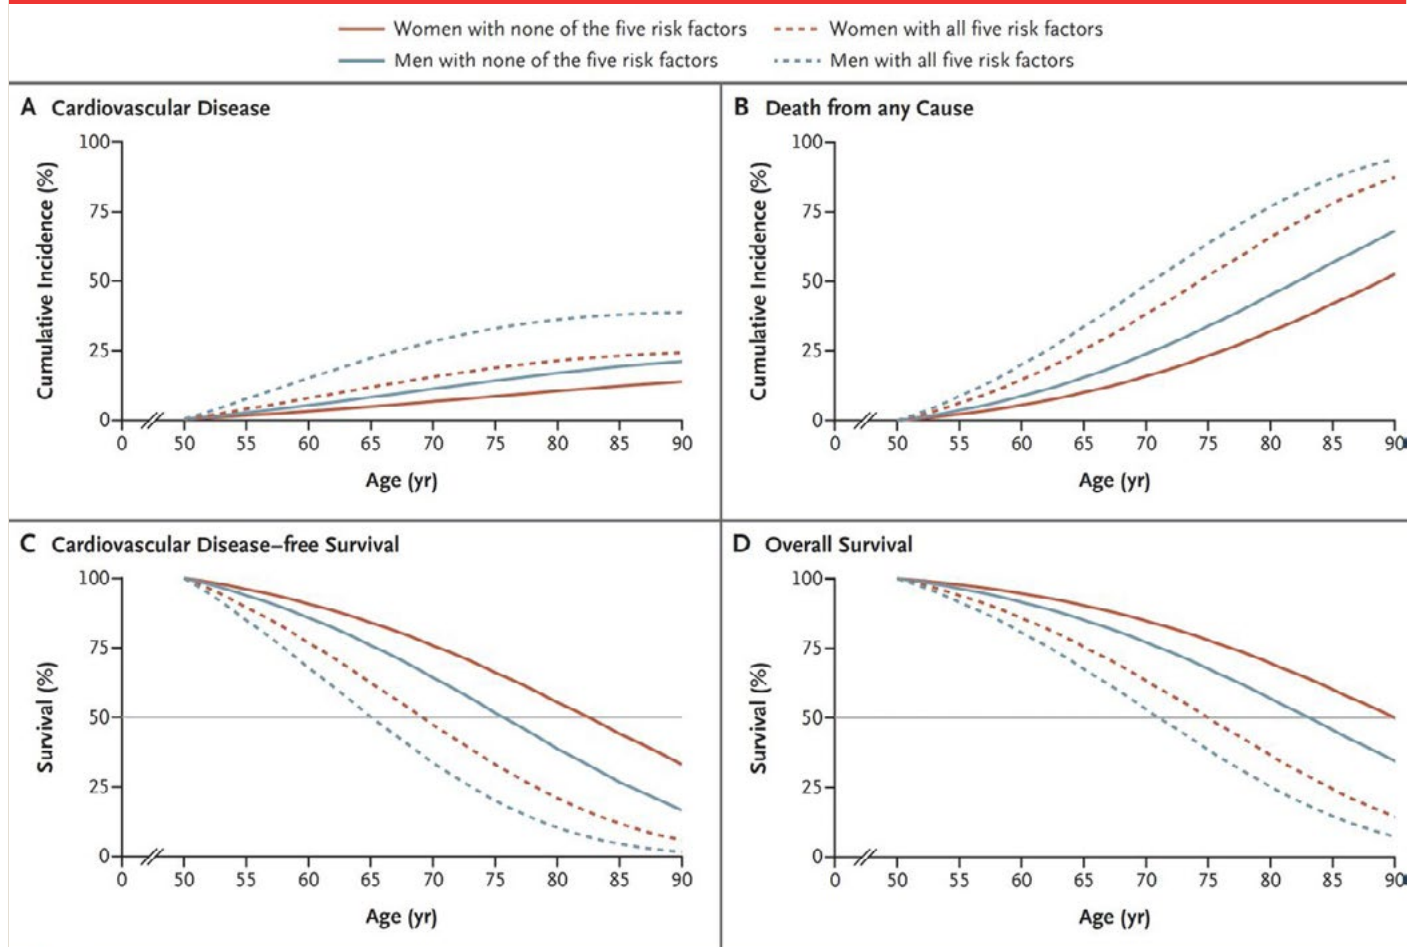 Women with none of the five risk factors
Women with all five risk factors
Men with none of the five risk factors
Men with all five risk factors
A Cardiovascular Disease
100
75
50
25
0
Cumulative Incidence (%)
0 50 55 60 65 70 75 80 85 90
Age (yr)
B Death from any Cause
100
75
50
25
0
Cumulative Incidence (%)
0 50 55 60 65 70 75 80 85 90
Age (yr)
C Cardiovascular Disease–free Survival
100
75
50
25
0
Survival (%)
0 50 55 60 65 70 75 80 85 90
Age (yr)
D Overall Survival
100
75
50
25
0
Survival (%)
0 50 55 60 65 70 75 80 85 90
Age (yr)